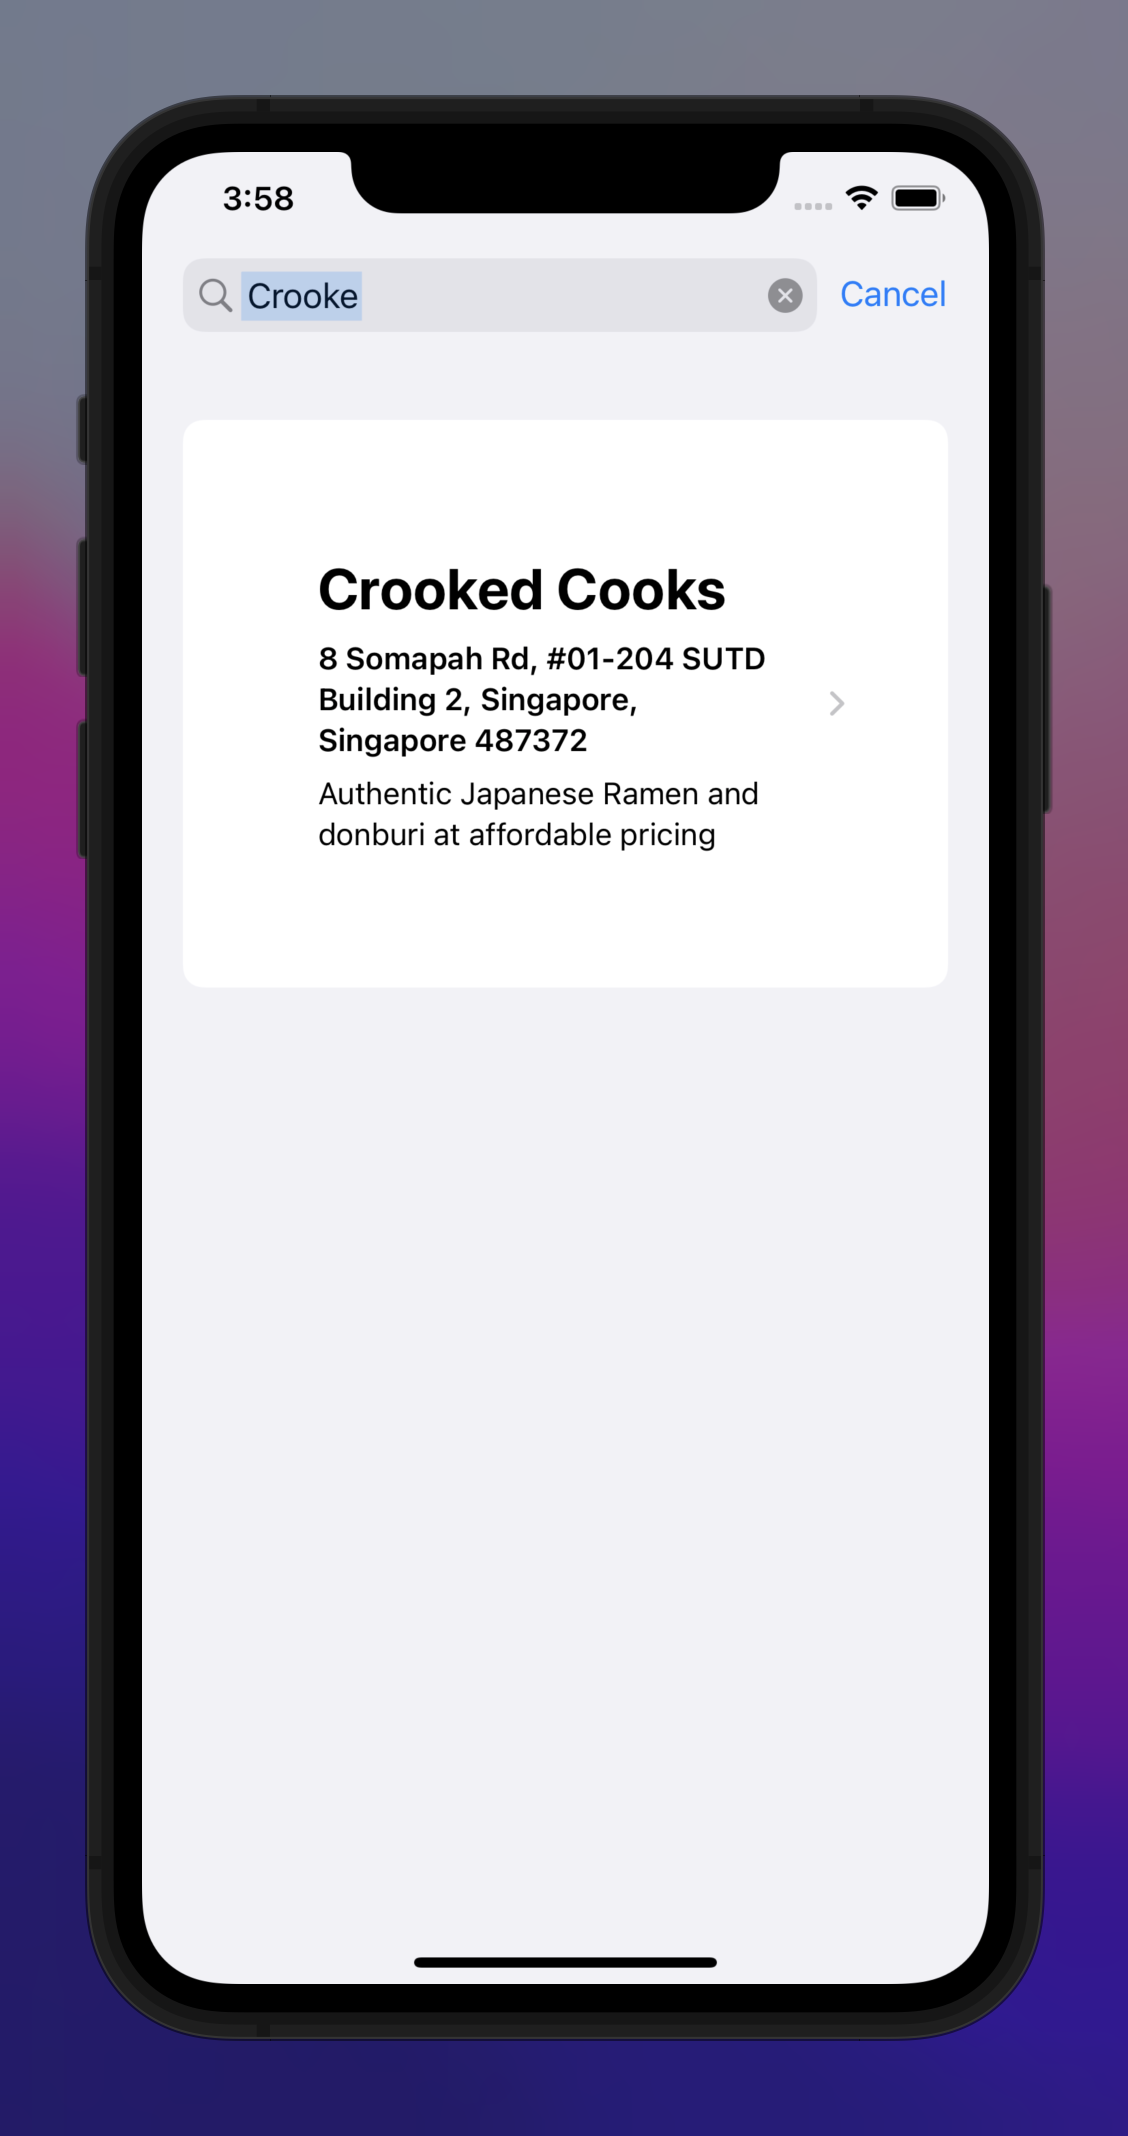 3:58
Crooke
Cancel
Crooked Cooks
8 Somapah Rd, #01-204 SUTD
Building 2, Singapore,
Singapore 487372
Authentic Japanese Ramen and
donburi at affordable pricing